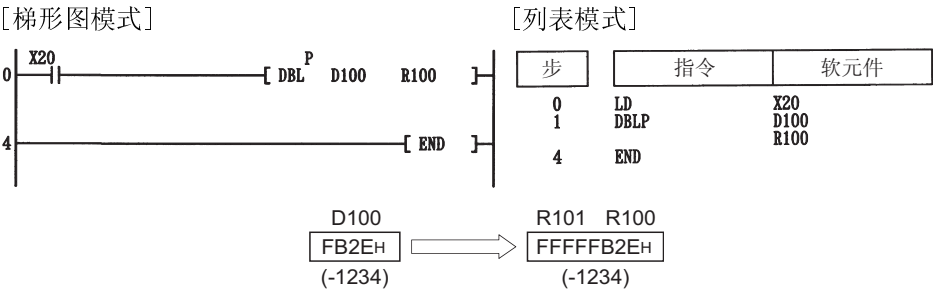 [梯形图模式]
[列表模式]
X20
0
DBL
P
D100
R100
4
END
步
指令
软元件
0 LD X20
1 DBLP D100
R100
4 END
D100
FB2EH
(-1234)
R101 R100
FFFFFB2EH
(-1234)